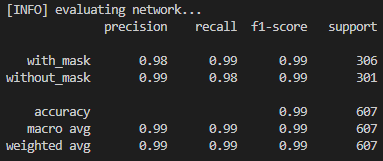 [INFO] evaluating network...
precision recall f1-score support
with_mask 0.98 0.99 0.99 306
without_mask 0.99 0.98 0.99 301
accuracy 0.99 607
macro avg 0.99 0.99 0.99 607
weighted avg 0.99 0.99 0.99 607